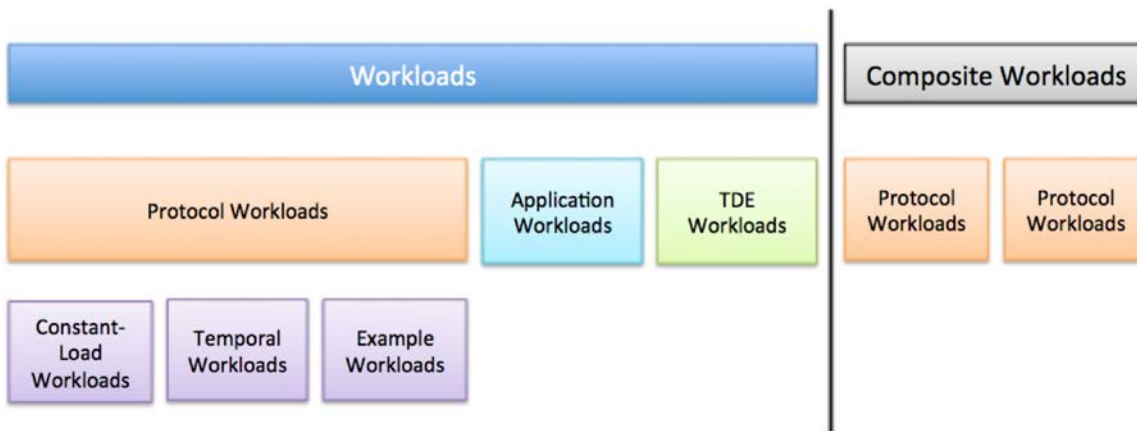 Workloads
Composite Workloads
Protocol Workloads
Application
Workloads
TDE
Workloads
Protocol
Workloads
Protocol
Workloads
Constant-
Load
Workloads
Temporal
Workloads
Example
Workloads